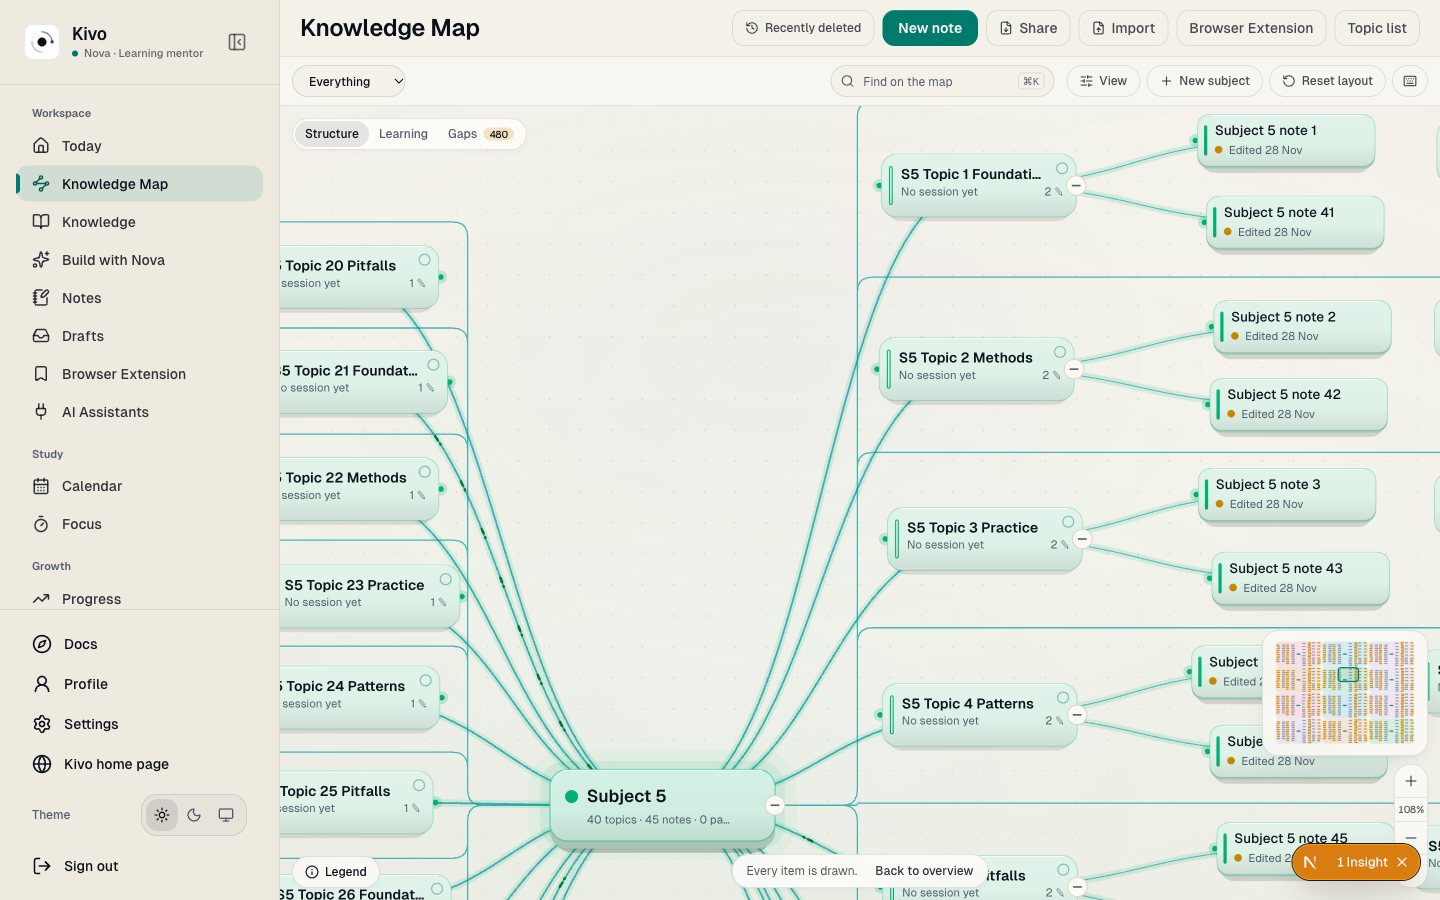 Kivo
Nova · Learning mentor
Workspace
Today
Knowledge Map
Knowledge
Build with Nova
Notes
Drafts
Browser Extension
AI Assistants
Study
Calendar
Focus
Growth
Progress
Docs
Profile
Settings
Kivo home page
Theme
Sign out
Knowledge Map
Recently deleted
New note
Share
Import
Browser Extension
Topic list
Everything
Find on the map
⌘K
View
New subject
Reset layout
Structure
Learning
Gaps 480
Topic 20 Pitfalls
session yet
1 %
5 Topic 21 Foundat…
o session yet
1 %
Topic 22 Methods
session yet
1 %
S5 Topic 23 Practice
No session yet
1 %
Topic 24 Patterns
session yet
1 %
5 Topic 25 Pitfalls
session yet
1 %
S5 Topic 26 Foundat…
Subject 5
40 topics · 45 notes · 0 pa…
S5 Topic 1 Foundati…
No session yet
2 %
Subject 5 note 1
Edited 28 Nov
Subject 5 note 41
Edited 28 Nov
S5 Topic 2 Methods
No session yet
2 %
Subject 5 note 2
Edited 28 Nov
Subject 5 note 42
Edited 28 Nov
S5 Topic 3 Practice
No session yet
2 %
Subject 5 note 3
Edited 28 Nov
Subject 5 note 43
Edited 28 Nov
S5 Topic 4 Patterns
No session yet
2 %
Subject
Edited 2
Subje
Edited 28 Nov
itfalls
No session yet
2 %
Subject 5 note 45
Edited 2
Legend
Every item is drawn.
Back to overview
108%
N
1 Insight